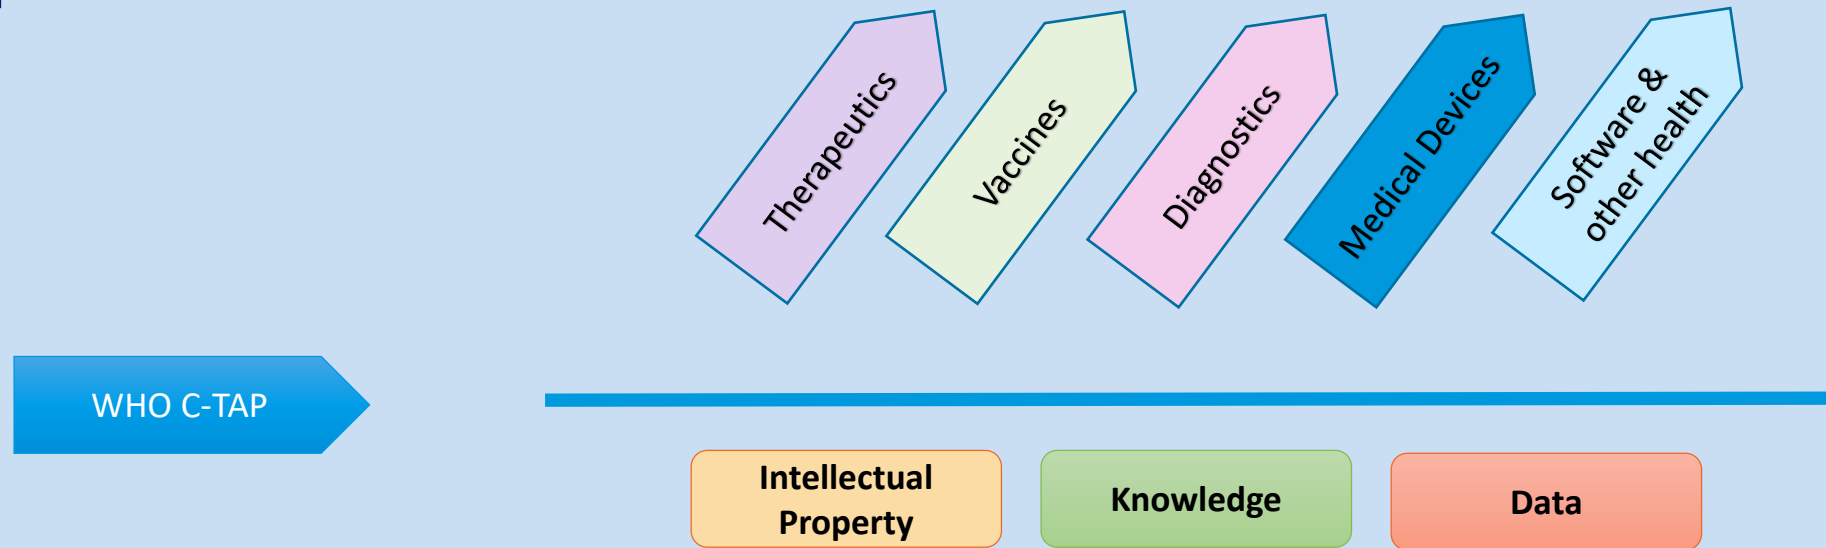 Therapeutics
Vaccines
Diagnostics
Medical Devices
Software &
other health
WHO C-TAP
Intellectual
Property
Knowledge
Data